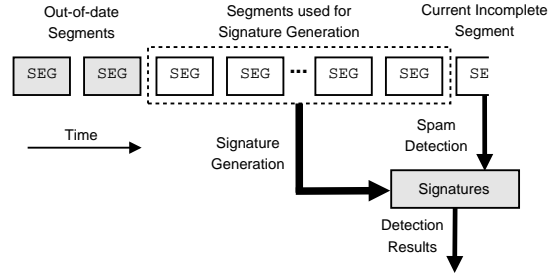 Out-of-date
Segments
Segments used for
Signature Generation
Current Incomplete
Segment
SEG SEG SEG SEG ... SEG SEG SE
Time
Signature
Generation
Spam
Detection
Signatures
Detection
Results